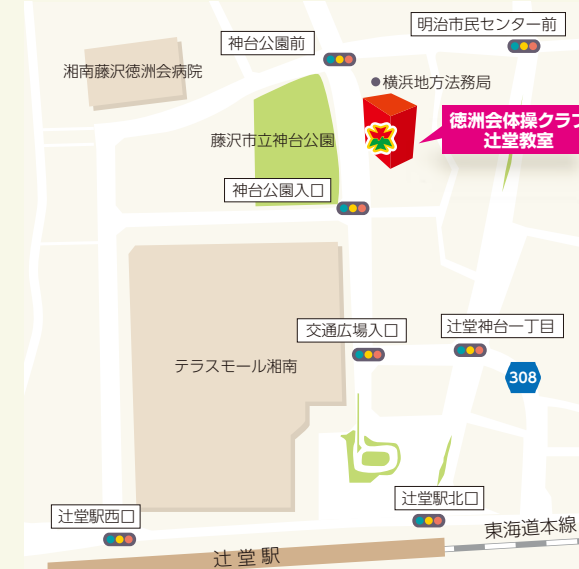 明治市民センター前
神台公園前
湘南藤沢徳洲会病院
横浜地方法務局
徳洲会体操クラブ
辻堂教室
藤沢市立神台公園
神台公園入口
交通広場入口
辻堂神台一丁目
テラスモール湘南
308
辻堂駅北口
辻堂駅西口
東海道本線
辻堂駅